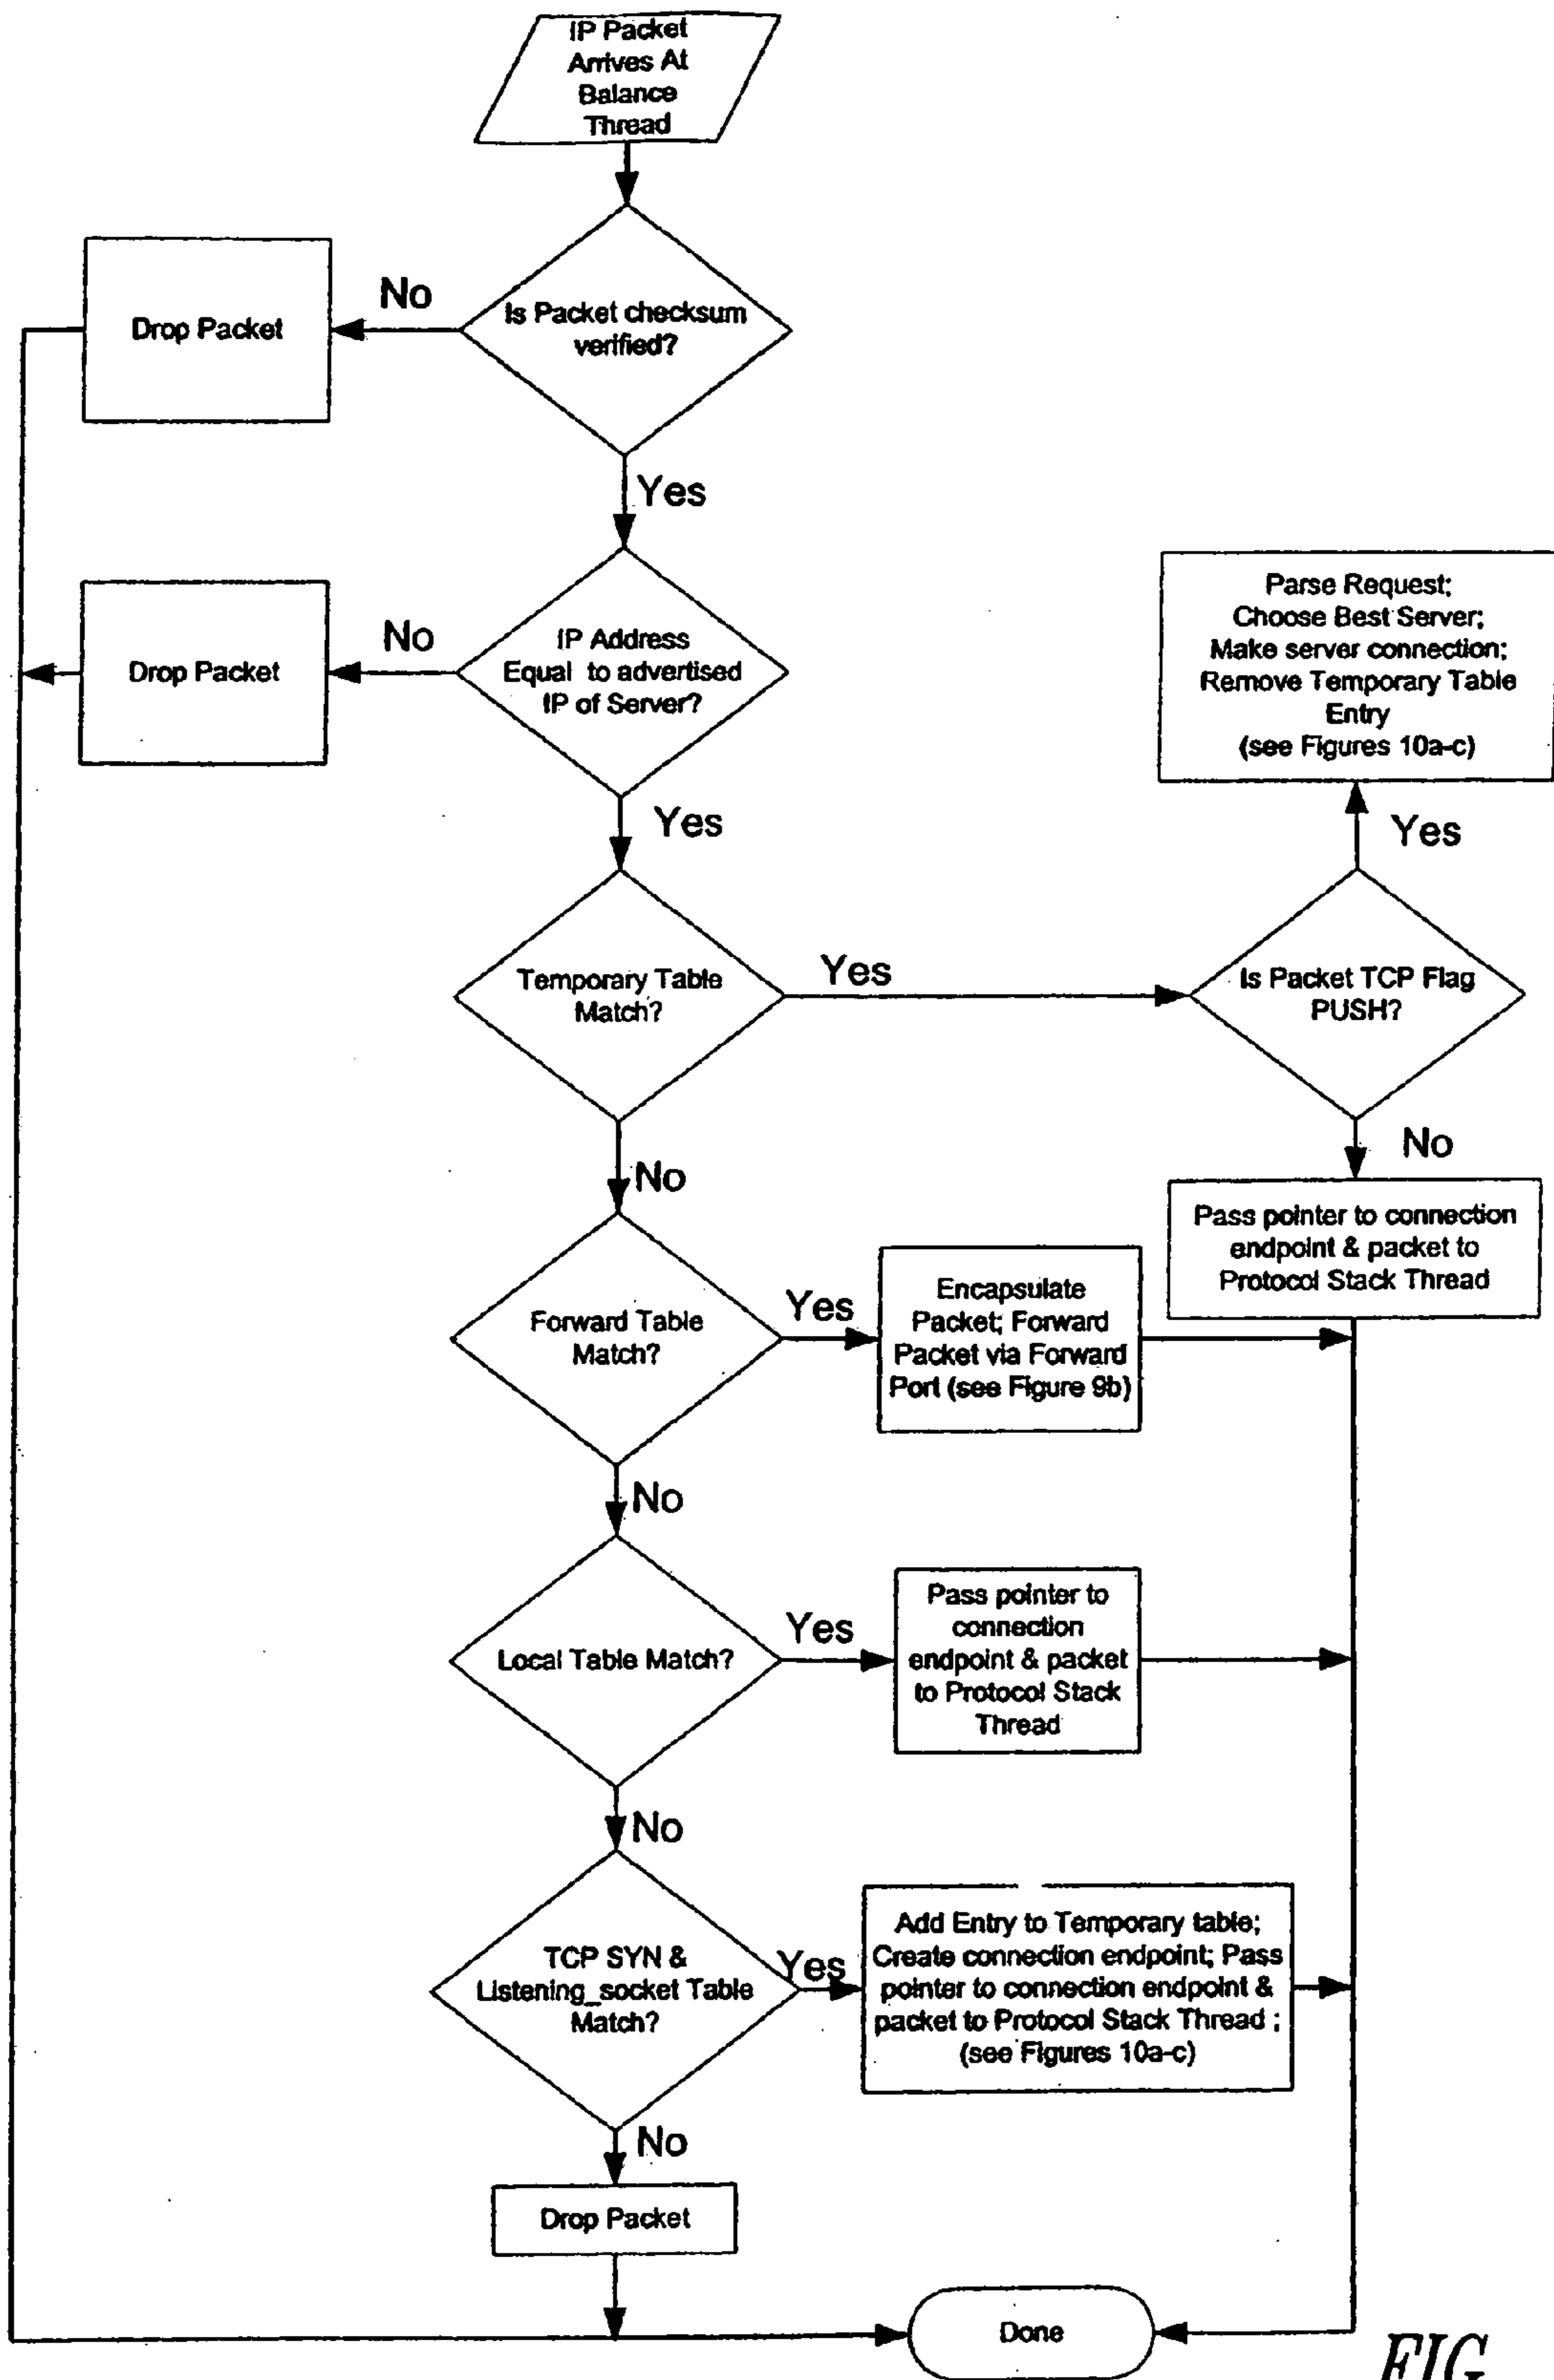 IP Packet
Arrives At
Balance
Thread
Is Packet checksum
verified?
No
Drop Packet
Yes
IP Address
Equal to advertised
IP of Server?
No
Drop Packet
Yes
Parse Request;
Choose Best Server;
Make server connection;
Remove Temporary Table
Entry
(see Figures 10a-c)
Yes
Temporary Table
Match?
Yes
Is Packet TCP Flag
PUSH?
No
No
Pass pointer to connection
endpoint & packet to
Protocol Stack Thread
Forward Table
Match?
Yes
Encapsulate
Packet; Forward
Packet via Forward
Port (see Figure 9b)
No
Local Table Match?
Yes
Pass pointer to
connection
endpoint & packet
to Protocol Stack
Thread
No
TCP SYN &
Listening_socket Table
Match?
Yes
Add Entry to Temporary table;
Create connection endpoint; Pass
pointer to connection endpoint &
packet to Protocol Stack Thread ;
(see Figures 10a-c)
No
Drop Packet
Done
FIG